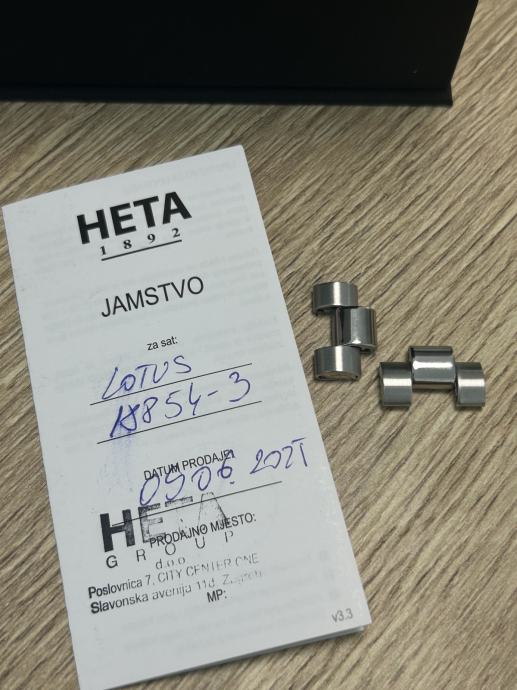 HETA
1892
JAMSTVO
za sat:
LOTUS
18854-3
DATUM PRODAJE:
09.06.2025
PRODAJNO MJESTO:
HETA
GROUP
d.o.o
Poslovnica 7, CITY CENTER ONE
Slavonska avenija 11d, Zagreb
MP:
v3.3